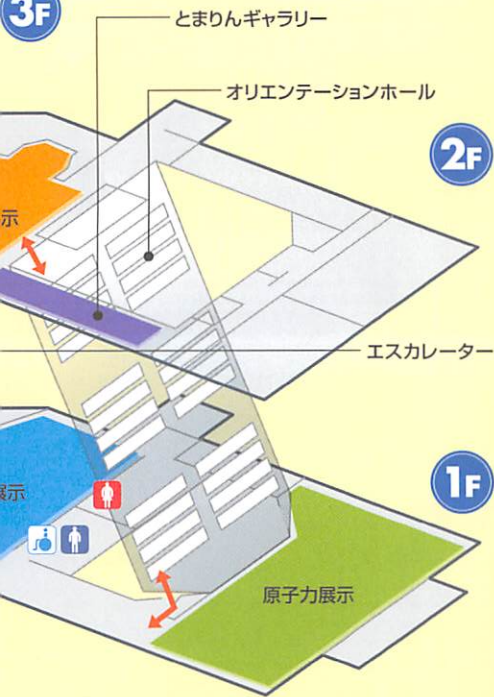 3F
とまりんギャラリー
オリエンテーションホール
2F
示
エスカレーター
1F
展示
原子力展示